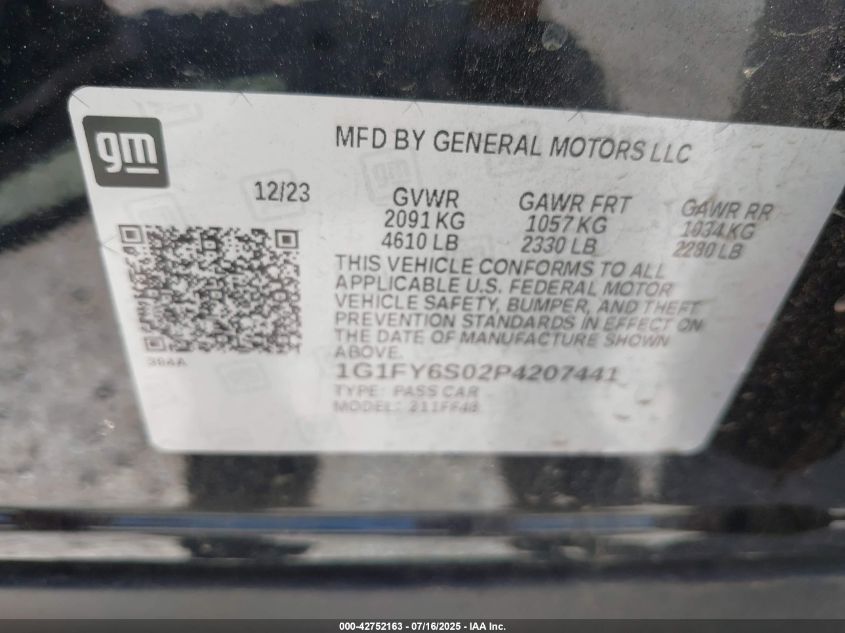 gm
MFD BY GENERAL MOTORS LLC
12/23
GVWR
2091 KG
4610 LB
GAWR FRT
1057 KG
2330 LB
GAWR RR
1034 KG
2280 LB
THIS VEHICLE CONFORMS TO ALL
APPLICABLE U.S. FEDERAL MOTOR
VEHICLE SAFETY, BUMPER, AND THEFT
PREVENTION STANDARDS IN EFFECT ON
THE DATE OF MANUFACTURE SHOWN
ABOVE.
384A
1G1FY6S02P4207441
TYPE: PASS CAR
MODEL: 211FF48
000-42752163 - 07/16/2025 - IAA Inc.